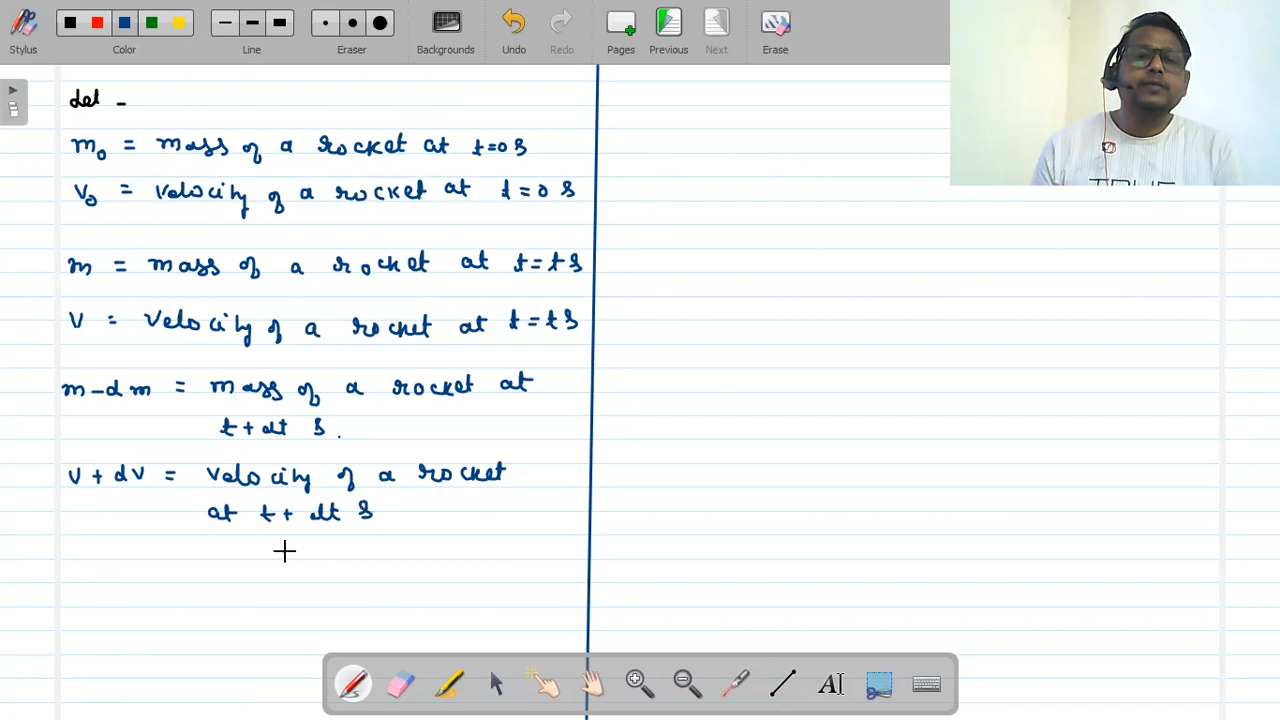 Stylus Color Line Eraser Backgrounds Undo Redo Pages Previous Next Erase
let -
m₀ = mass of a rocket at t=0 s
v₀ = velocity of a rocket at t=0 s
m = mass of a rocket at t=t s
v = velocity of a rocket at t=t s
m-dm = mass of a rocket at
t+dt s.
v+dv = velocity of a rocket
at t+dt s
TRUE